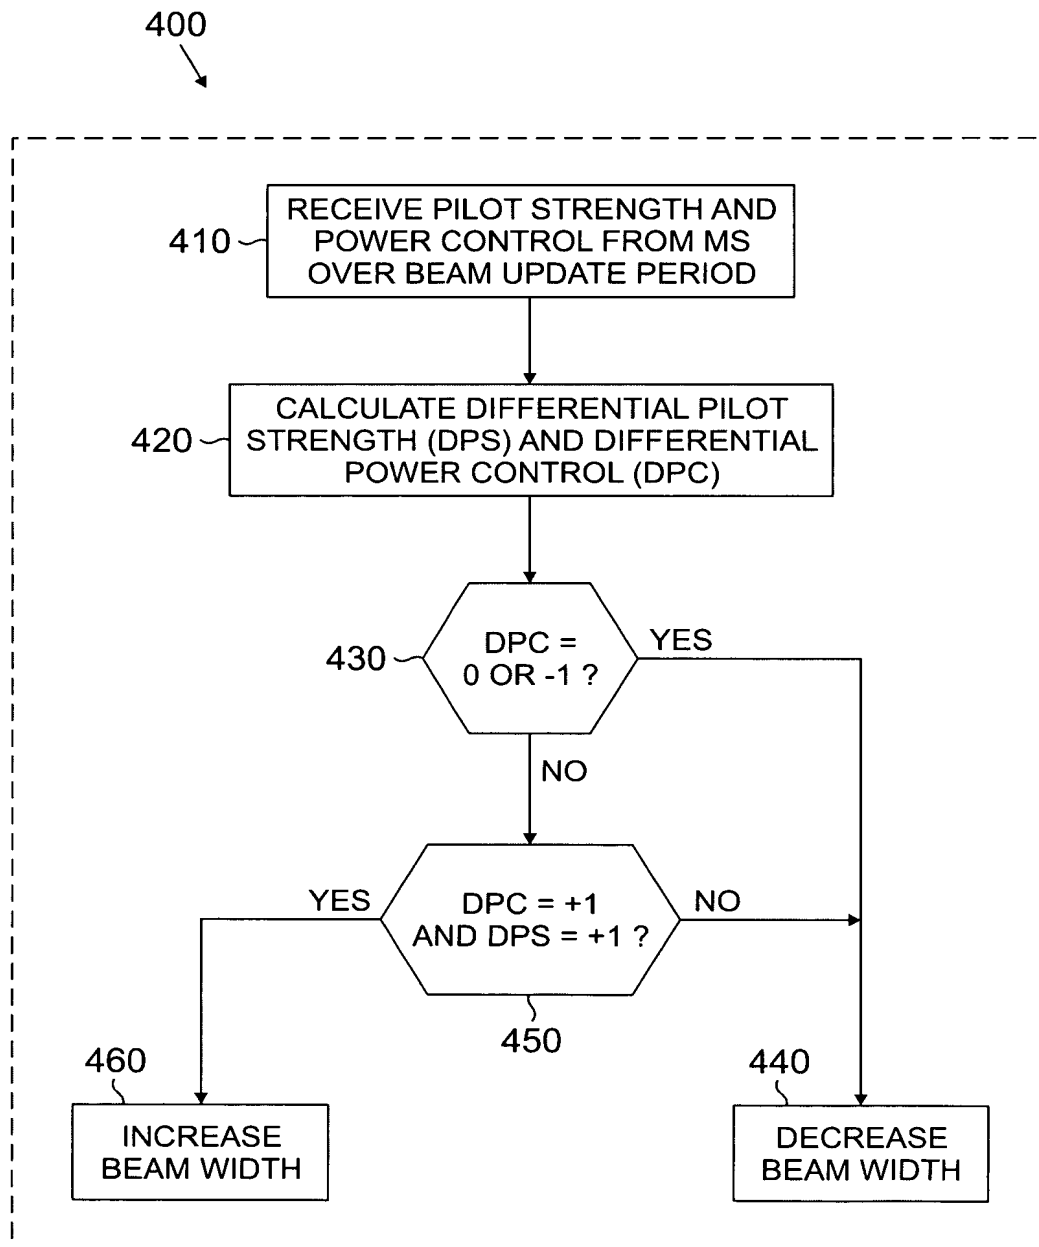 400
RECEIVE PILOT STRENGTH AND
POWER CONTROL FROM MS
OVER BEAM UPDATE PERIOD
410
CALCULATE DIFFERENTIAL PILOT
STRENGTH (DPS) AND DIFFERENTIAL
POWER CONTROL (DPC)
420
DPC =
0 OR -1 ?
430
YES
NO
YES
DPC = +1
AND DPS = +1 ?
NO
450
460
INCREASE
BEAM WIDTH
440
DECREASE
BEAM WIDTH